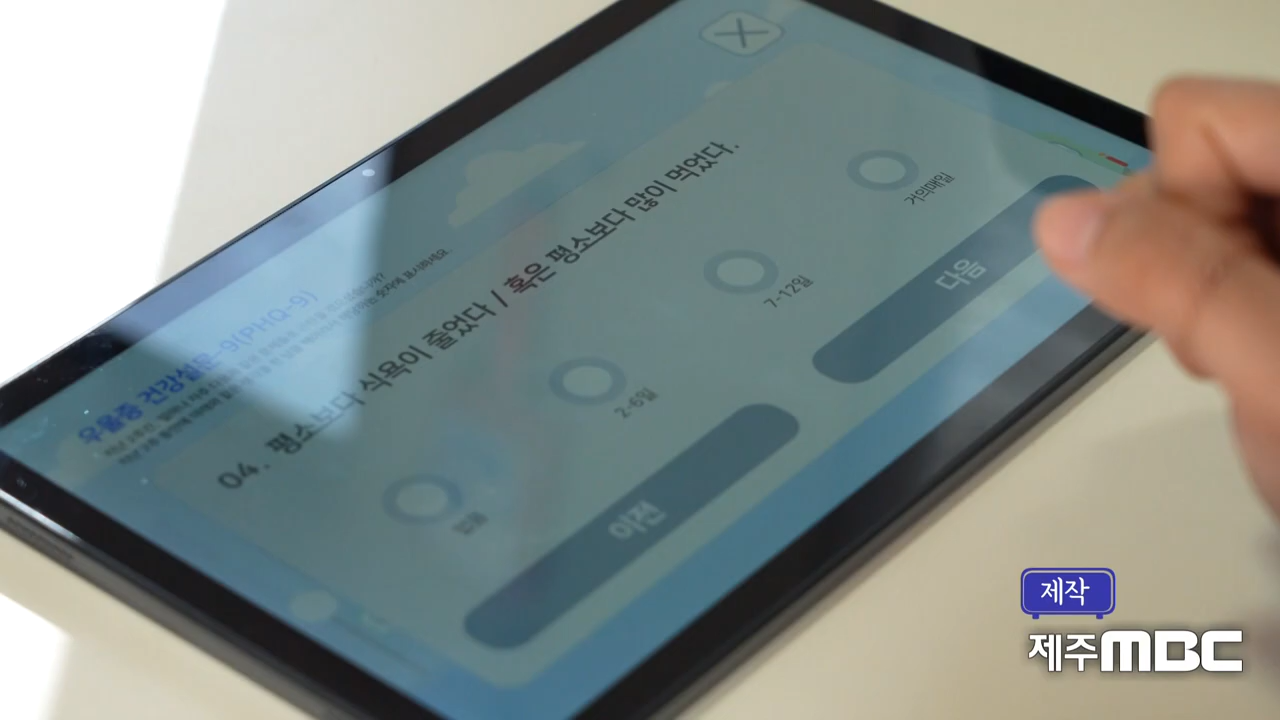 우울증 건강설문-9(PHQ-9)
04. 평소보다 식욕이 줄었다 / 혹은 평소보다 많이 먹었다.
없음
2-6일
7-12일
거의매일
이전
다음
제작
제주MBC